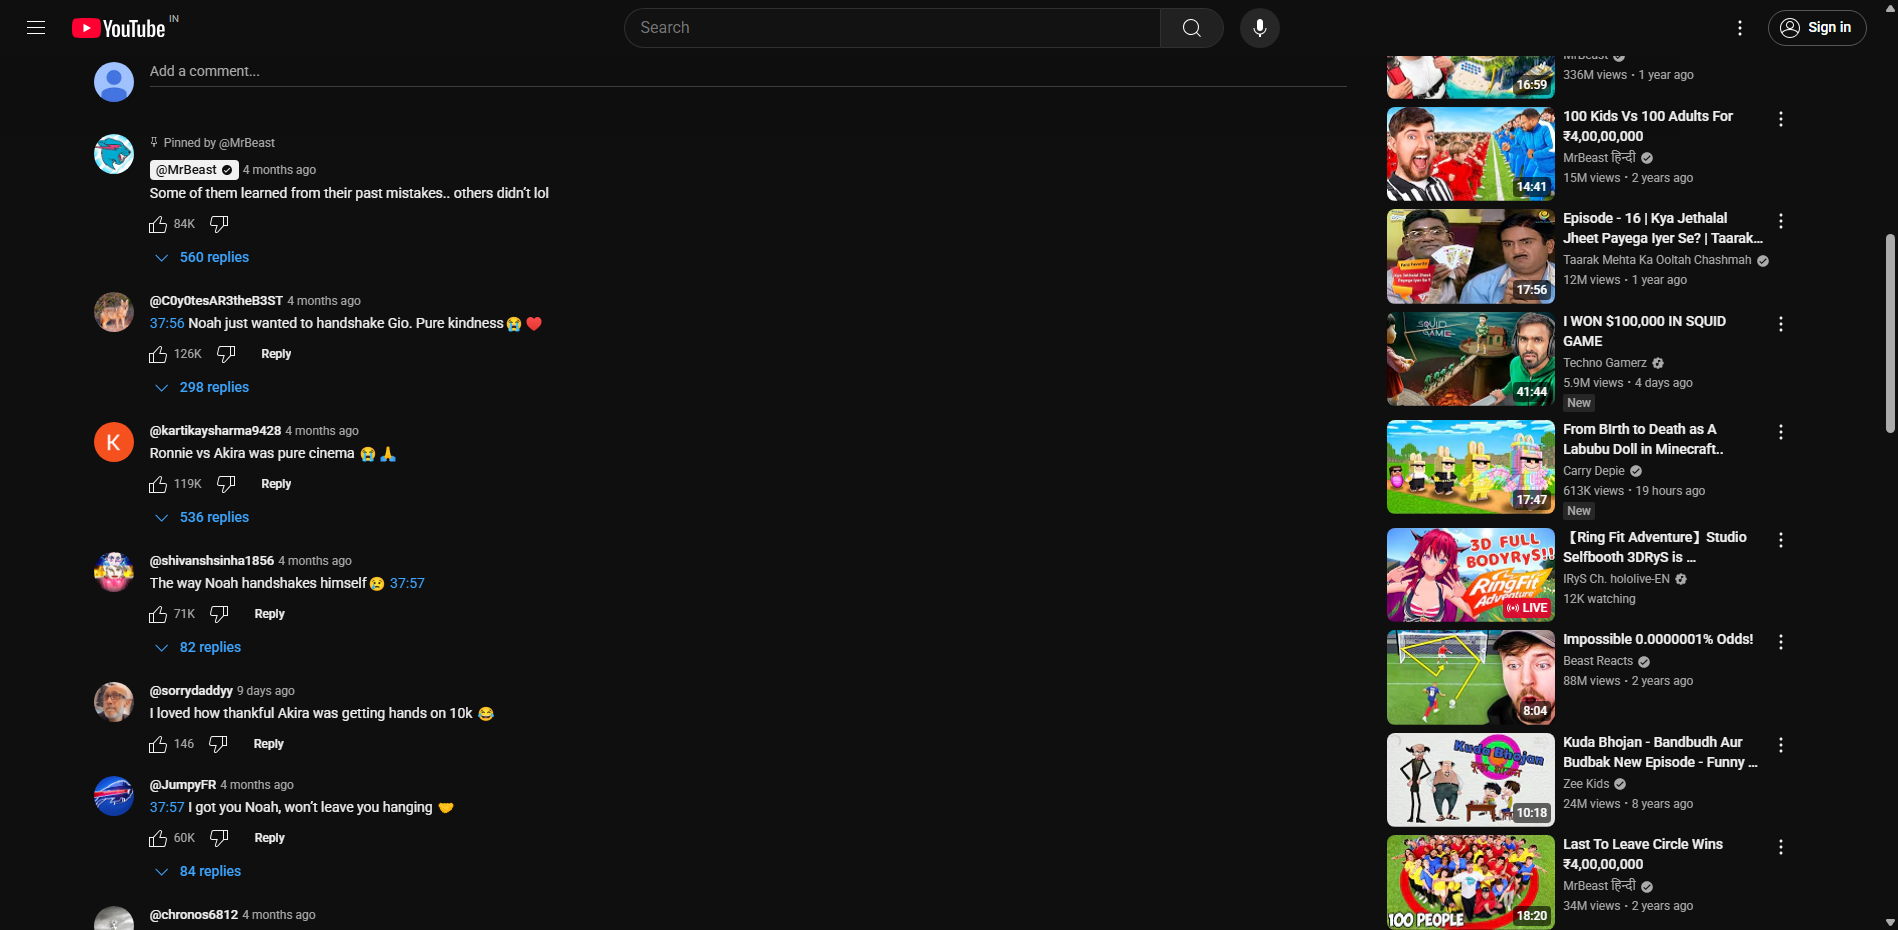 YouTube IN
Search
Sign in
Add a comment...
Pinned by @MrBeast
@MrBeast 4 months ago
Some of them learned from their past mistakes.. others didn’t lol
84K
560 replies
@C0y0tesAR3theB3ST 4 months ago
37:56 Noah just wanted to handshake Gio. Pure kindness😭❤️
126K Reply
298 replies
@kartikaysharma9428 4 months ago
Ronnie vs Akira was pure cinema 😭🙏
119K Reply
536 replies
@shivanshsinha1856 4 months ago
The way Noah handshakes himself😢 37:57
71K Reply
82 replies
@sorrydaddyy 9 days ago
I loved how thankful Akira was getting hands on 10k 😂
146 Reply
@JumpyFR 4 months ago
37:57 I got you Noah, won’t leave you hanging 🤝
60K Reply
84 replies
@chronos6812 4 months ago
16:59
MrBeast
336M views • 1 year ago
14:41
100 Kids Vs 100 Adults For
₹4,00,00,000
MrBeast हिन्दी
15M views • 2 years ago
17:56
Episode - 16 | Kya Jethalal
Jheet Payega Iyer Se? | Taarak...
Taarak Mehta Ka Ooltah Chashmah
12M views • 1 year ago
SQUID
GAME
41:44
I WON $100,000 IN SQUID
GAME
Techno Gamerz
5.9M views • 4 days ago
New
17:47
From BIrth to Death as A
Labubu Doll in Minecraft..
Carry Depie
613K views • 19 hours ago
New
3D FULL
BODYRyS!!
RingFit
Adventure
LIVE
【Ring Fit Adventure】Studio
Selfbooth 3DRyS is ...
IRyS Ch. hololive-EN
12K watching
8:04
Impossible 0.0000001% Odds!
Beast Reacts
88M views • 2 years ago
Kuda Bhojan
10:18
Kuda Bhojan - Bandbudh Aur
Budbak New Episode - Funny ...
Zee Kids
24M views • 8 years ago
100 PEOPLE
18:20
Last To Leave Circle Wins
₹4,00,00,000
MrBeast हिन्दी
34M views • 2 years ago